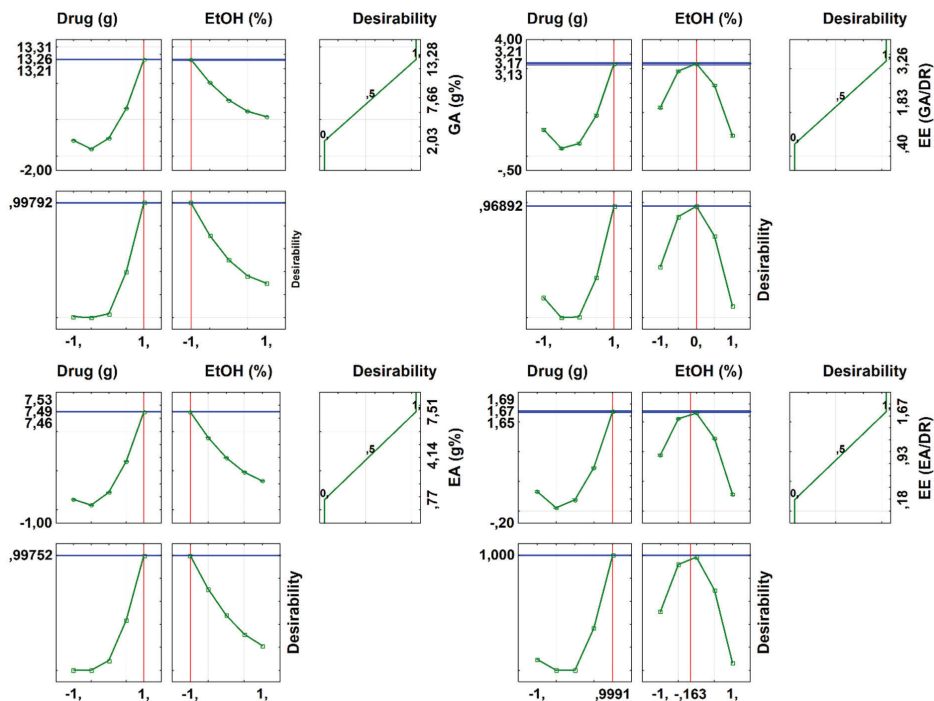 Drug (g) EtOH (%) Desirability
13,31
13,26
13,21
-2,00
1,
,5
0,
13,28
7,66
2,03
GA (g%)
,99792
Desirability
-1, 1, -1, 1,
Drug (g) EtOH (%) Desirability
4,00
3,21
3,17
3,13
-,50
1,
,5
0,
3,26
1,83
,40
EE (GA/DR)
,96892
Desirability
-1, 1, -1, 0, 1,
Drug (g) EtOH (%) Desirability
7,53
7,49
7,46
-1,00
1,
,5
0,
7,51
4,14
,77
EA (g%)
,99752
Desirability
-1, 1, -1, 1,
Drug (g) EtOH (%) Desirability
1,69
1,67
1,65
-,20
1,
,5
0,
1,67
,93
,18
EE (EA/DR)
1,000
Desirability
-1, ,9991 -1, -,163 1,